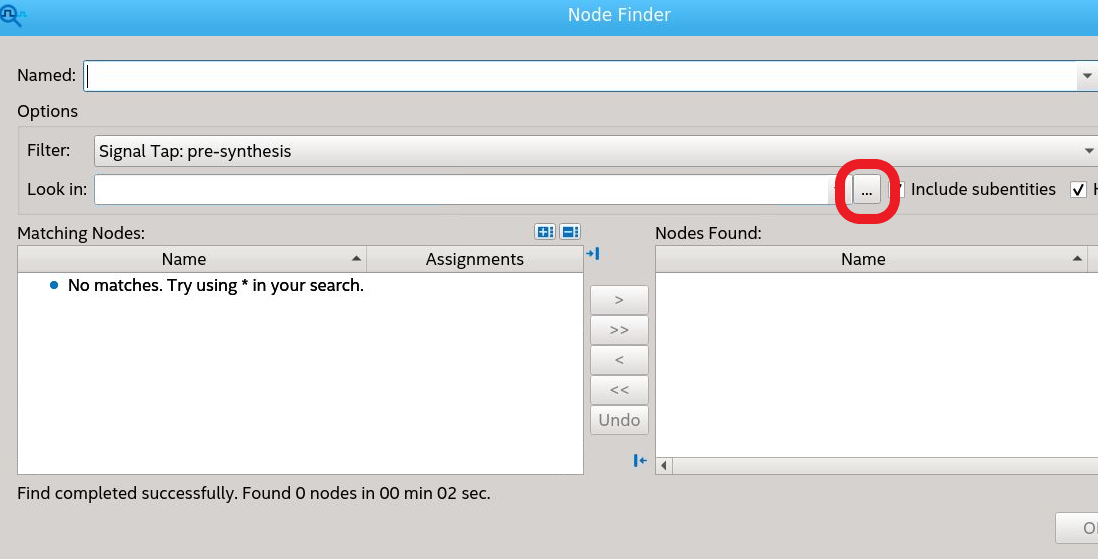 Node Finder
Named:
Options
Filter: Signal Tap: pre-synthesis
Look in: ... Include subentities
Matching Nodes: Nodes Found:
Name Assignments Name
No matches. Try using * in your search.
>
>>
<
<<
Undo
Find completed successfully. Found 0 nodes in 00 min 02 sec.